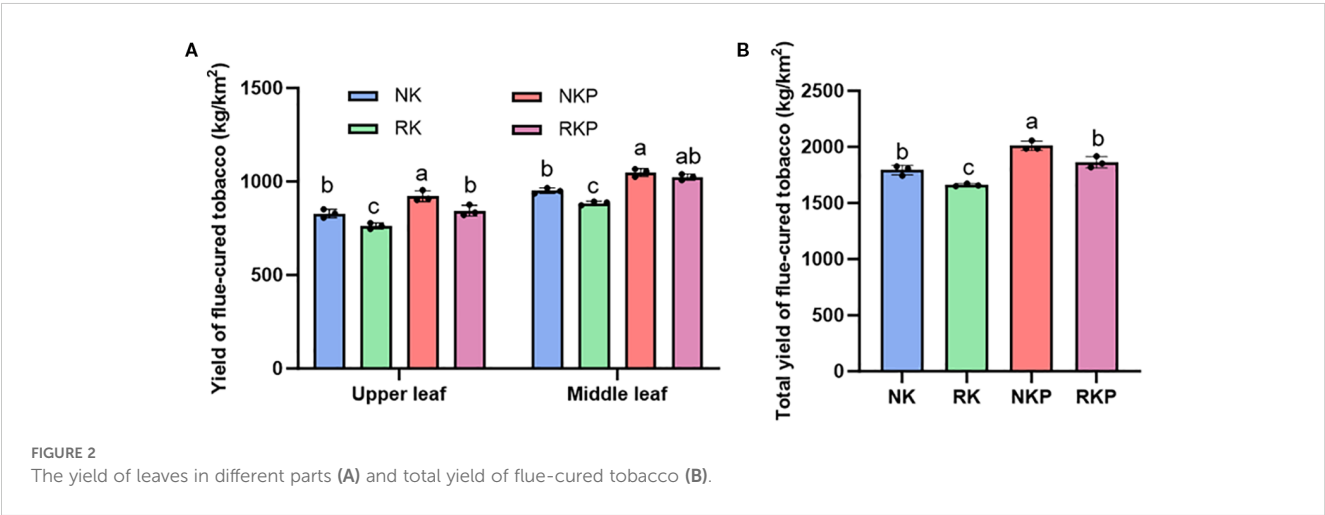 A
Yield of flue-cured tobacco (kg/km²)
1500
1000
500
0
NK
NKP
RK
RKP
b
c
a
b
b
c
a
ab
Upper leaf
Middle leaf
B
Total yield of flue-cured tobacco (kg/km²)
2500
2000
1500
1000
500
0
b
c
a
b
NK
RK
NKP
RKP
FIGURE 2
The yield of leaves in different parts (A) and total yield of flue-cured tobacco (B).